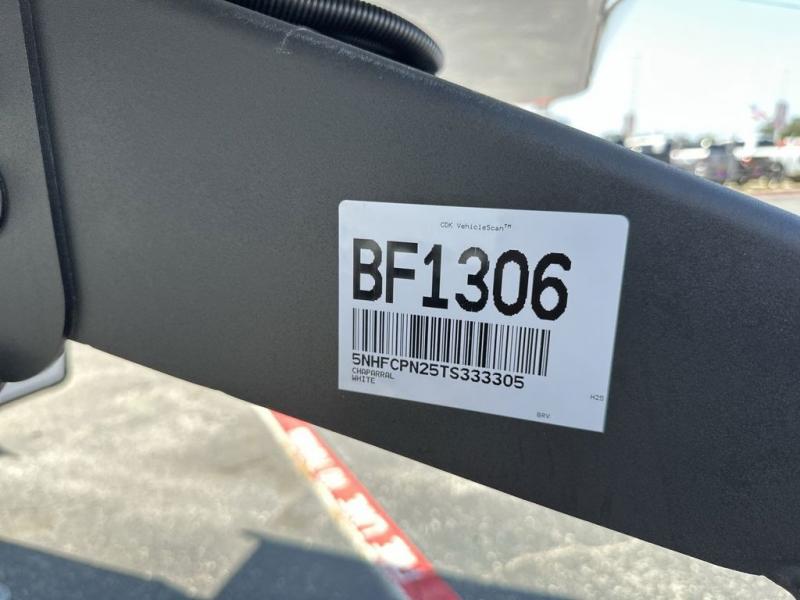 CDK VehicleScan™
BF1306
5NHFCPN25TS333305
CHAPARRAL
WHITE
H25
BRV